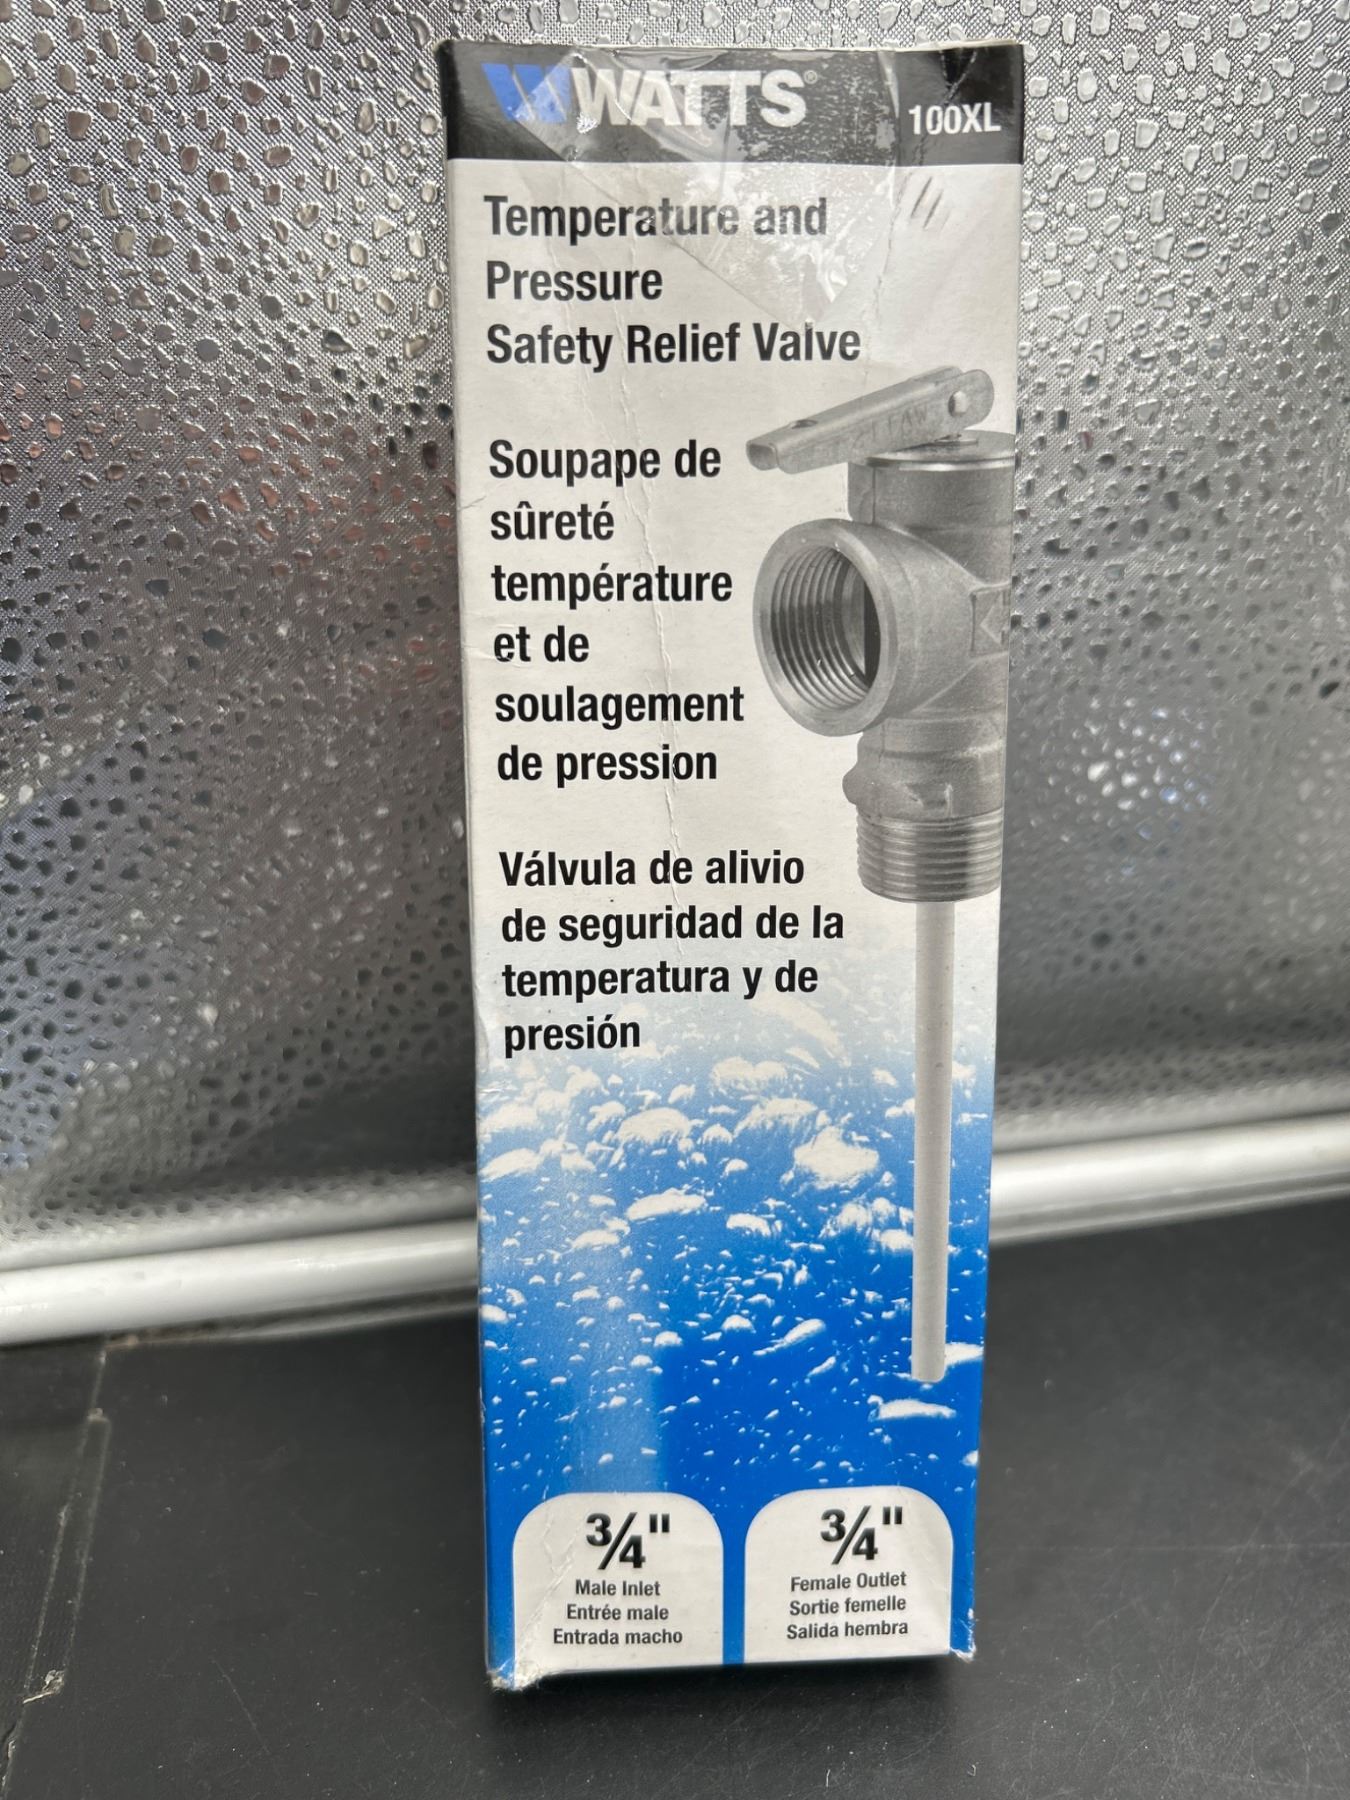 WATTS®
100XL
Temperature and
Pressure
Safety Relief Valve
Soupape de
sûreté
température
et de
soulagement
de pression
Válvula de alivio
de seguridad de la
temperatura y de
presión
3/4"
Male Inlet
Entrée male
Entrada macho
3/4"
Female Outlet
Sortie femelle
Salida hembra